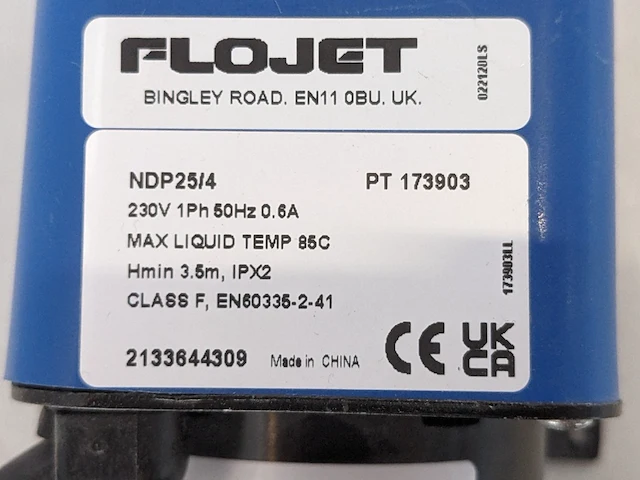 FLOJET
BINGLEY ROAD. EN11 0BU. UK.
022120LS
NDP25/4 PT 173903
230V 1Ph 50Hz 0.6A
MAX LIQUID TEMP 85C
Hmin 3.5m, IPX2
CLASS F, EN60335-2-41
173903LL
2133644309 Made in CHINA
CE UK
CA